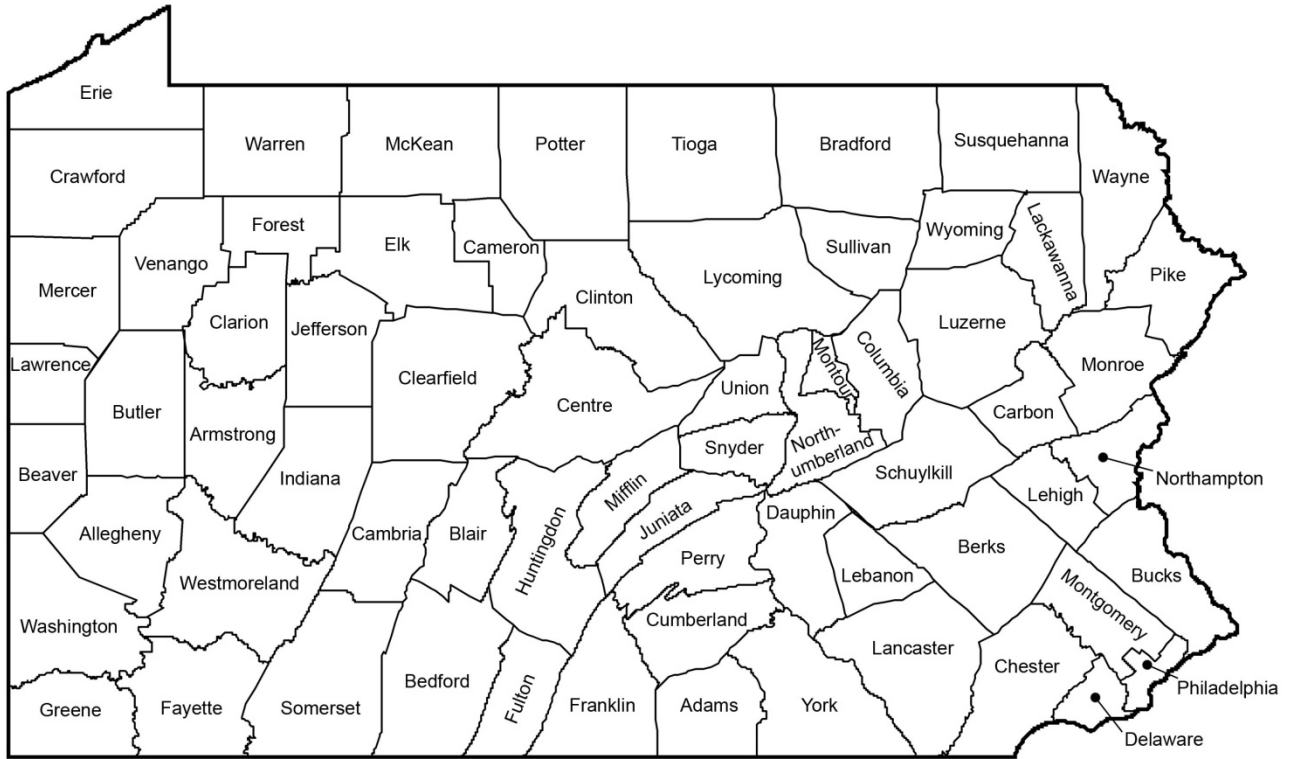 Erie
Crawford
Warren
McKean
Potter
Tioga
Bradford
Susquehanna
Wayne
Forest
Elk
Cameron
Venango
Mercer
Clarion
Jefferson
Clinton
Lycoming
Sullivan
Wyoming
Lackawanna
Pike
Lawrence
Butler
Clearfield
Centre
Union
Montour
Columbia
Luzerne
Monroe
Carbon
Beaver
Armstrong
Indiana
Snyder
North-
umberland
Schuylkill
Northampton
Lehigh
Allegheny
Westmoreland
Cambria
Blair
Huntingdon
Mifflin
Juniata
Perry
Dauphin
Lebanon
Berks
Bucks
Montgomery
Washington
Cumberland
Lancaster
Chester
Philadelphia
Delaware
Greene
Fayette
Somerset
Bedford
Fulton
Franklin
Adams
York